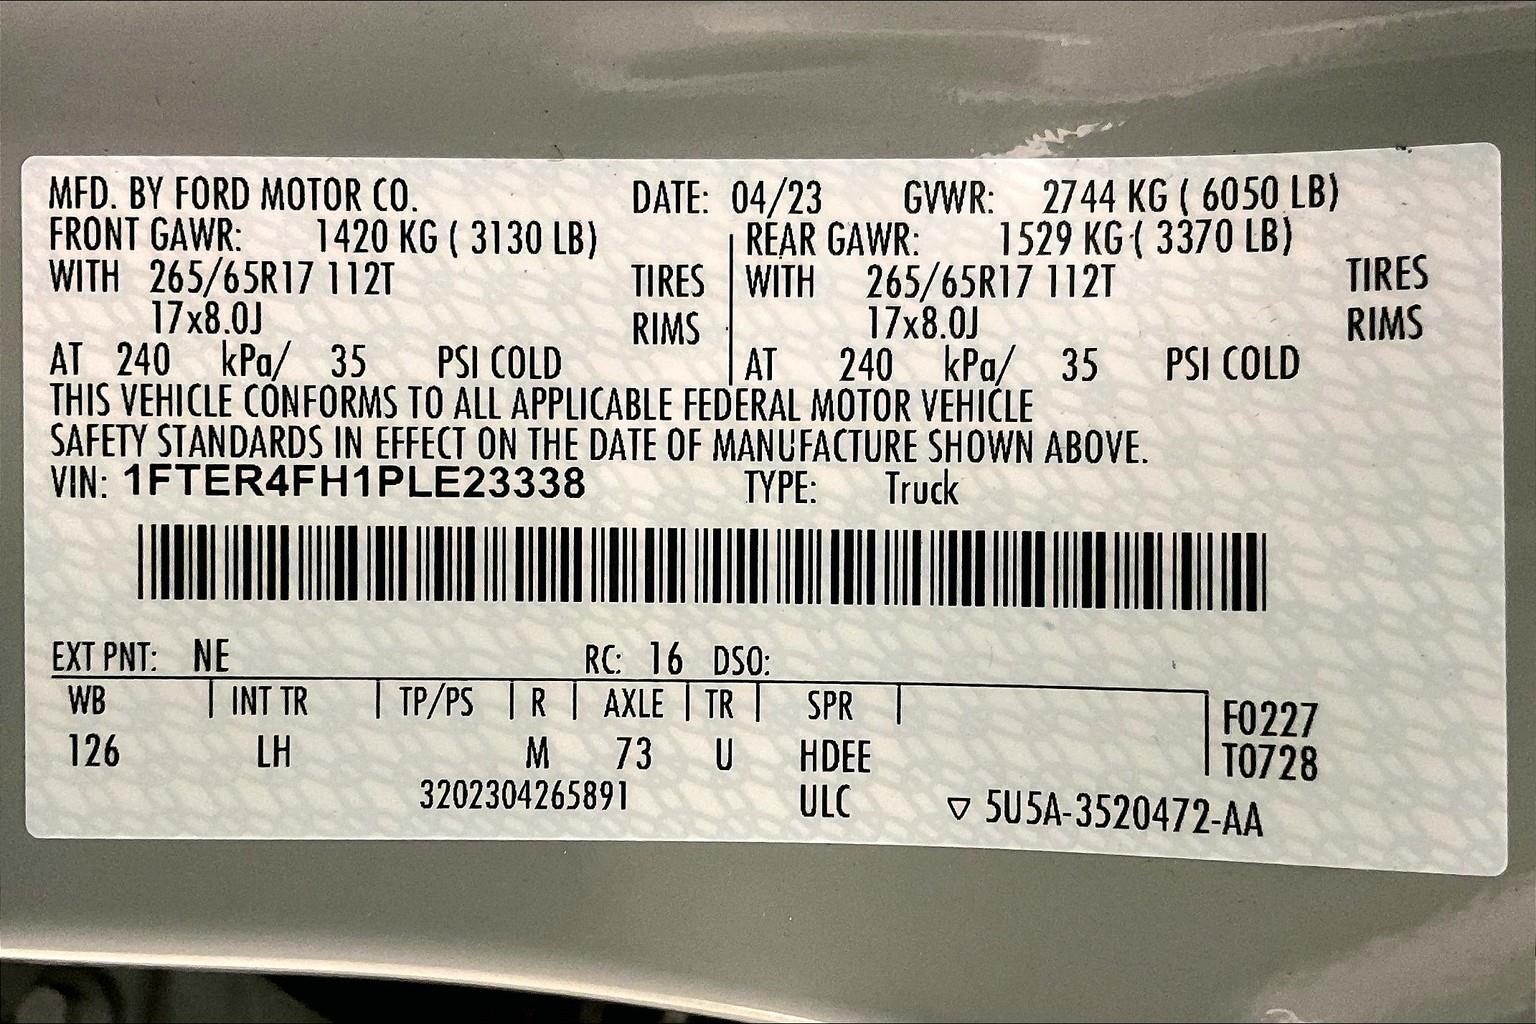 MFD. BY FORD MOTOR CO. DATE: 04/23 GVWR: 2744 KG ( 6050 LB)
FRONT GAWR: 1420 KG ( 3130 LB) REAR GAWR: 1529 KG ( 3370 LB)
WITH 265/65R17 112T TIRES WITH 265/65R17 112T TIRES
17x8.0J RIMS 17x8.0J RIMS
AT 240 kPa/ 35 PSI COLD AT 240 kPa/ 35 PSI COLD
THIS VEHICLE CONFORMS TO ALL APPLICABLE FEDERAL MOTOR VEHICLE
SAFETY STANDARDS IN EFFECT ON THE DATE OF MANUFACTURE SHOWN ABOVE.
VIN: 1FTER4FH1PLE23338 TYPE: Truck
EXT PNT: NE RC: 16 DSO:
WB INT TR TP/PS R AXLE TR SPR F0227
126 LH M 73 U HDEE T0728
3202304265891 ULC ▽ 5U5A-3520472-AA